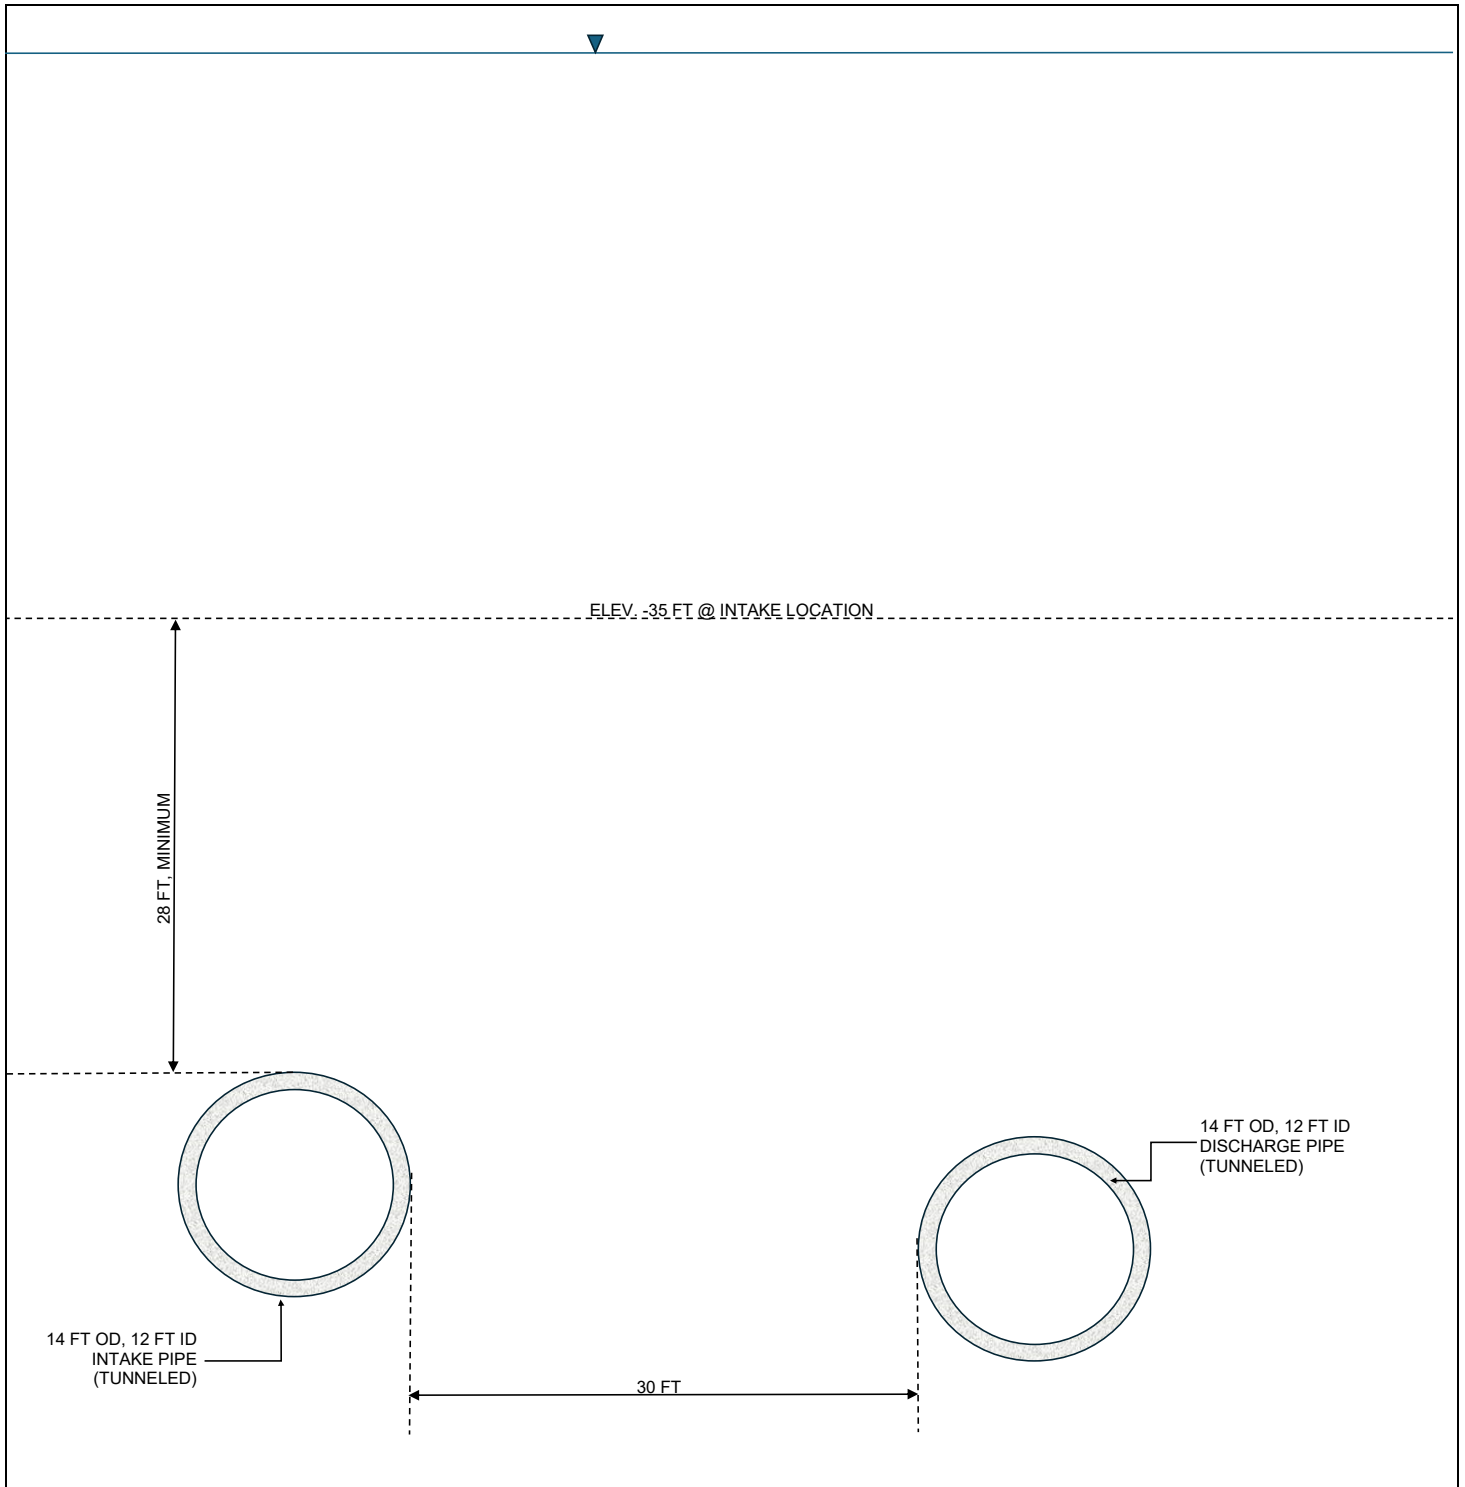 ELEV. -35 FT @ INTAKE LOCATION
28 FT, MINIMUM
14 FT OD, 12 FT ID
DISCHARGE PIPE
(TUNNELED)
14 FT OD, 12 FT ID
INTAKE PIPE
(TUNNELED)
30 FT